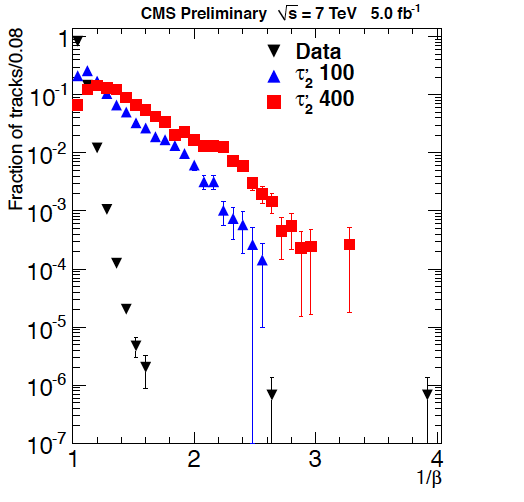 CMS Preliminary √s = 7 TeV 5.0 fb⁻¹
Fraction of tracks/0.08
Data
τ'₂ 100
τ'₂ 400
1
10⁻¹
10⁻²
10⁻³
10⁻⁴
10⁻⁵
10⁻⁶
10⁻⁷
1 2 3 4
1/β